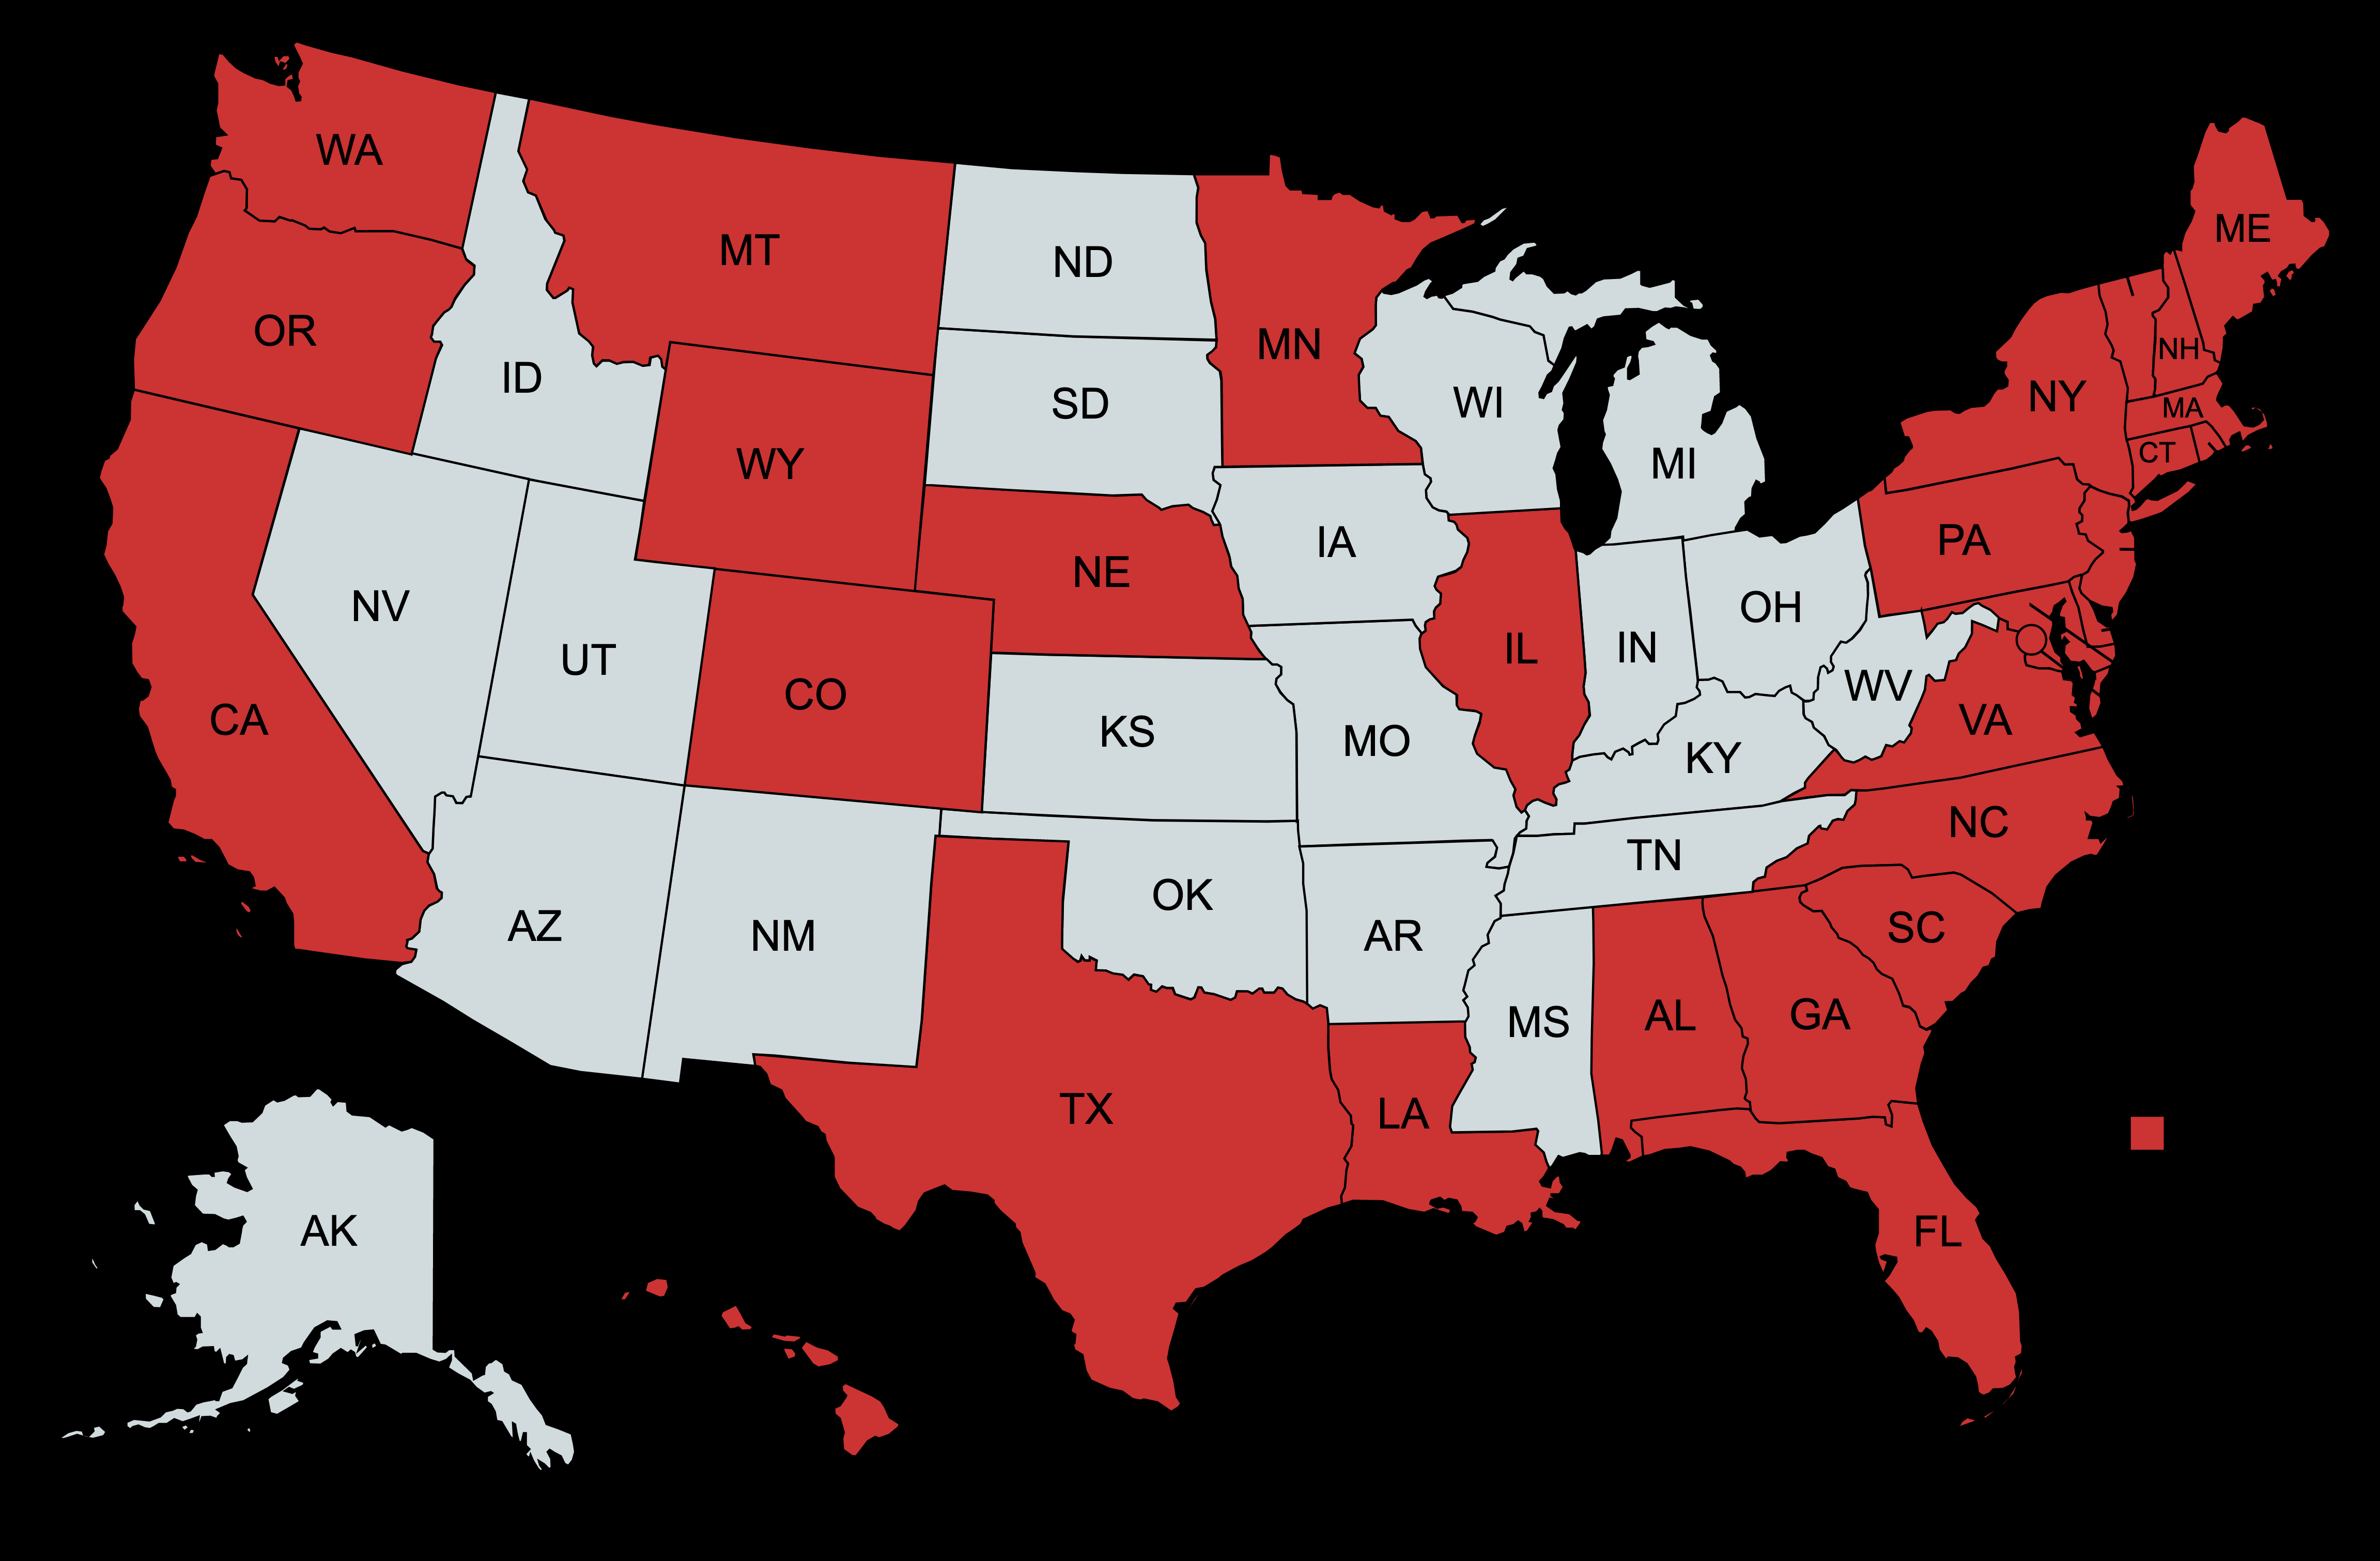 WA
MT
ND
MN
ME
OR
ID
SD
WI
MI
NH
NY
MA
CT
WY
NE
IA
PA
NV
UT
CO
KS
MO
IL
IN
OH
WV
KY
VA
CA
AZ
NM
OK
AR
TN
NC
SC
MS
AL
GA
TX
LA
FL
AK